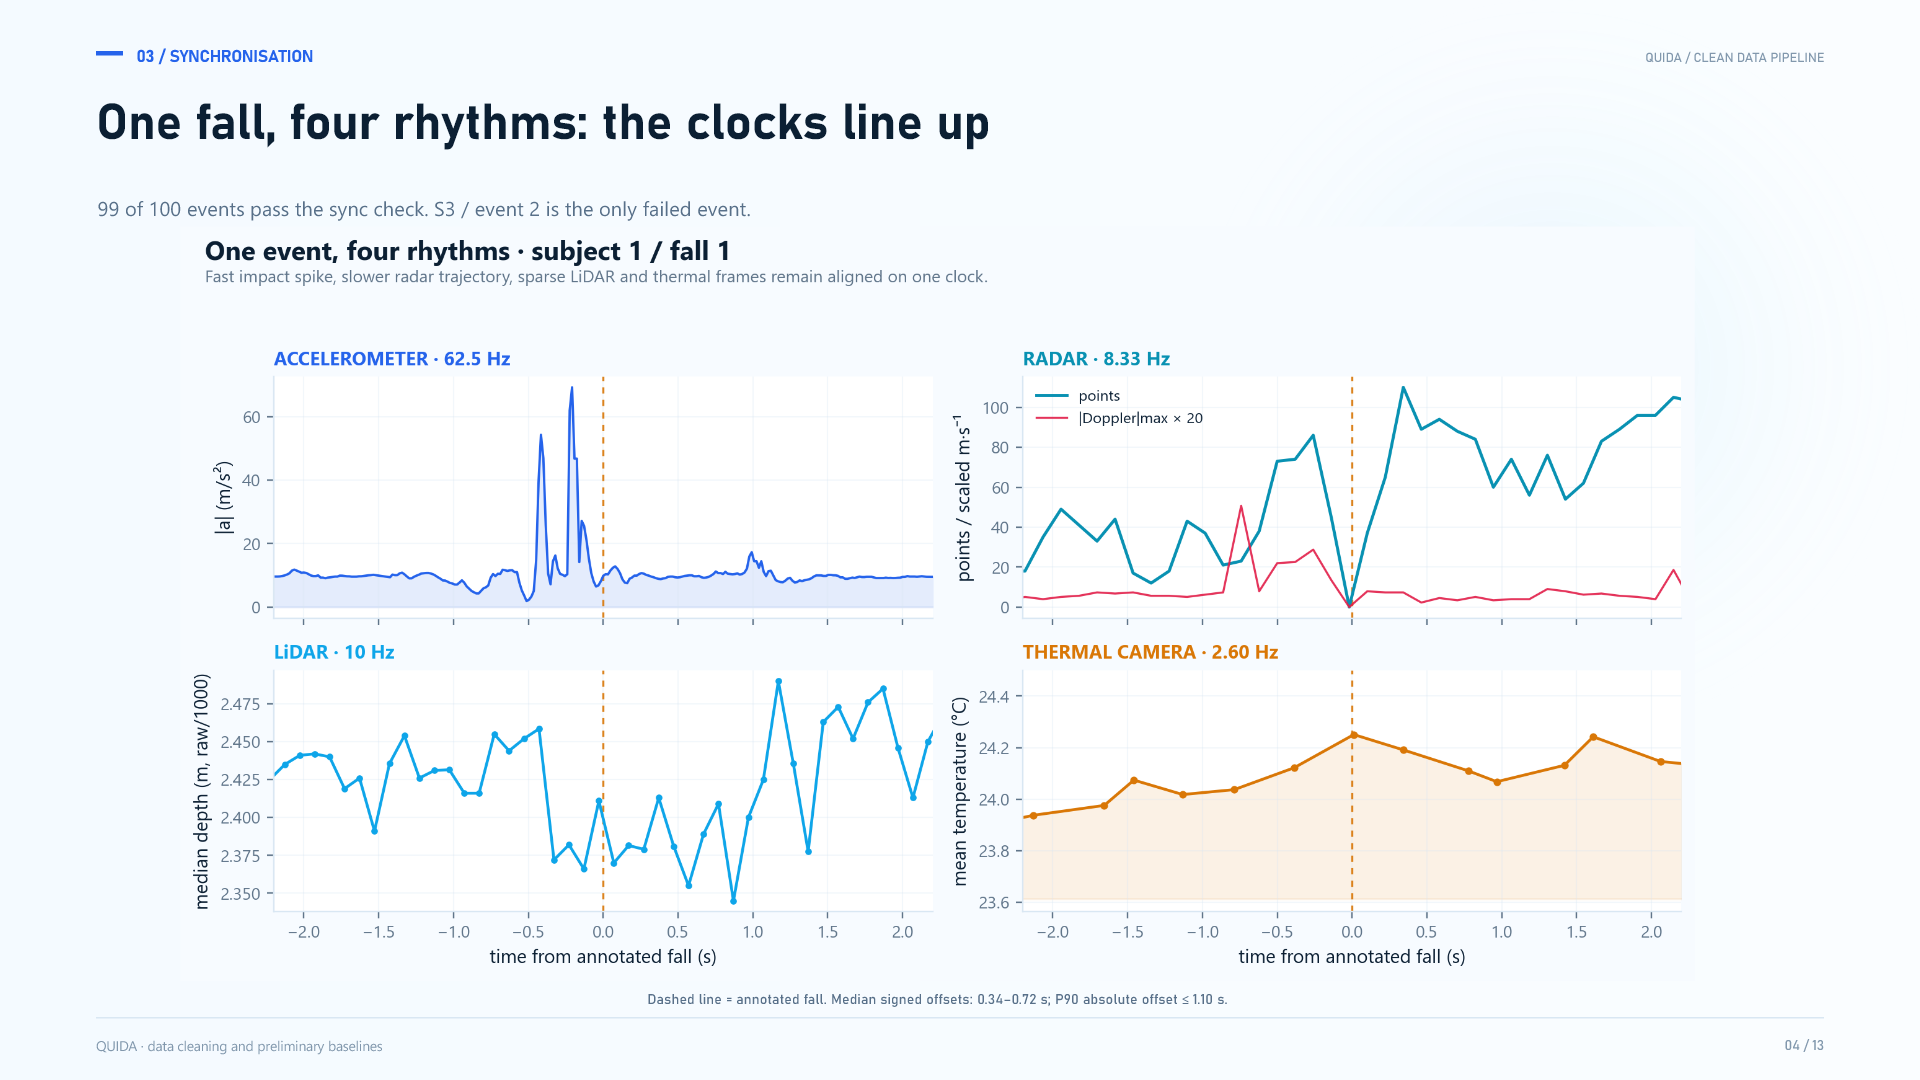 03 / SYNCHRONISATION
QUIDA / CLEAN DATA PIPELINE
One fall, four rhythms: the clocks line up
99 of 100 events pass the sync check. S3 / event 2 is the only failed event.
One event, four rhythms · subject 1 / fall 1
Fast impact spike, slower radar trajectory, sparse LiDAR and thermal frames remain aligned on one clock.
ACCELEROMETER · 62.5 Hz
|a| (m/s²)
60
40
20
0
RADAR · 8.33 Hz
points / scaled m·s⁻¹
100
80
60
40
20
0
points
|Doppler|max × 20
LiDAR · 10 Hz
median depth (m, raw/1000)
2.475
2.450
2.425
2.400
2.375
2.350
−2.0 −1.5 −1.0 −0.5 0.0 0.5 1.0 1.5 2.0
time from annotated fall (s)
THERMAL CAMERA · 2.60 Hz
mean temperature (°C)
24.4
24.2
24.0
23.8
23.6
−2.0 −1.5 −1.0 −0.5 0.0 0.5 1.0 1.5 2.0
time from annotated fall (s)
Dashed line = annotated fall. Median signed offsets: 0.34–0.72 s; P90 absolute offset ≤ 1.10 s.
QUIDA · data cleaning and preliminary baselines
04 / 13